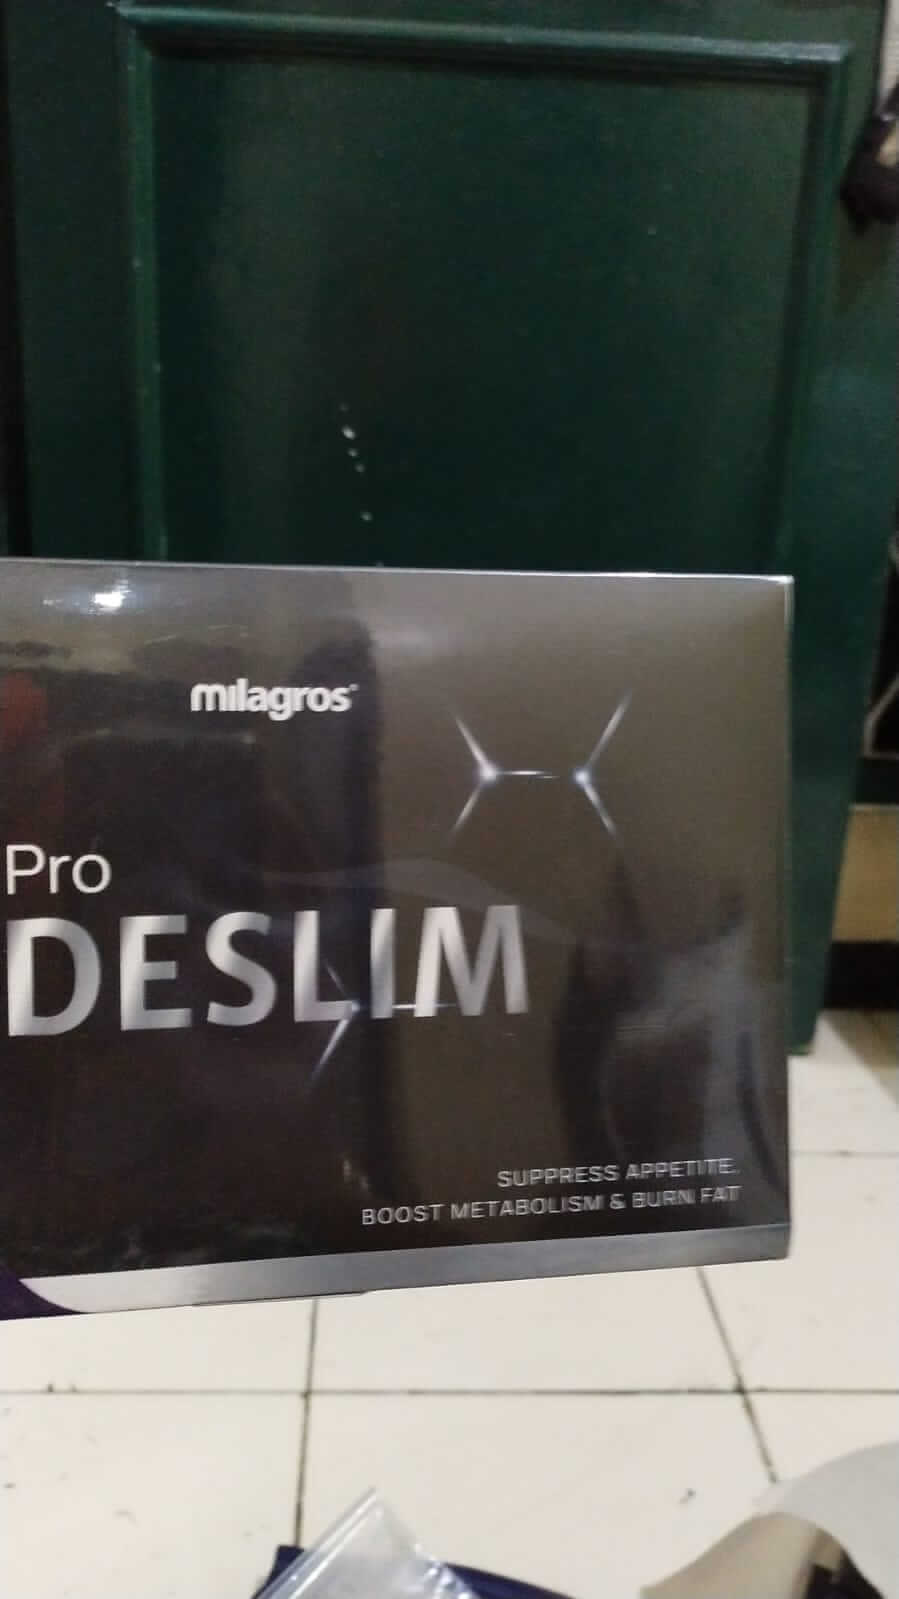 milagros®
Pro
DESLIM
SUPPRESS APPETITE,
BOOST METABOLISM & BURN FAT